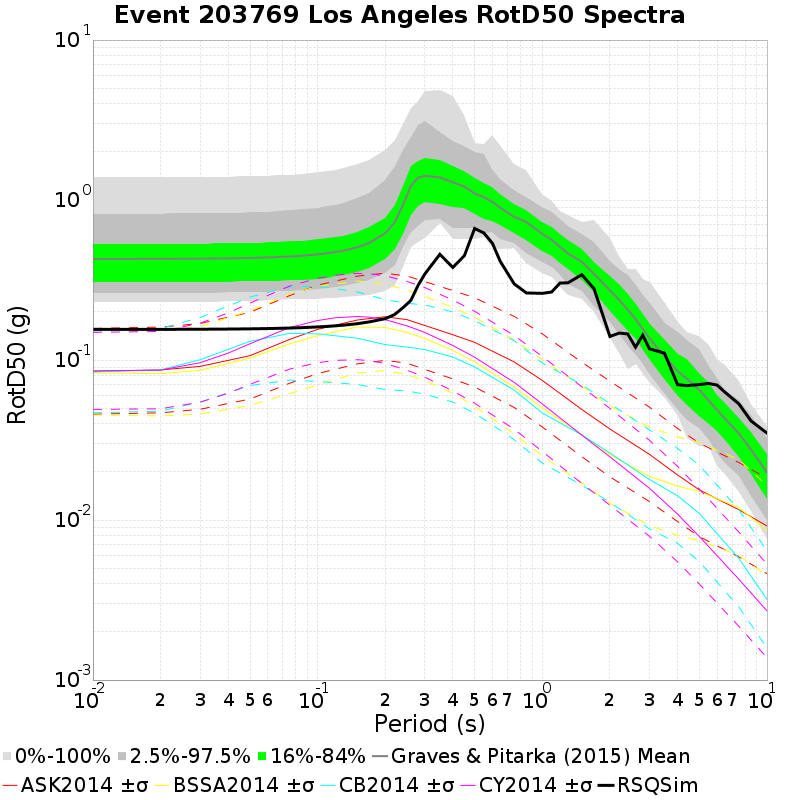 Event 203769 Los Angeles RotD50 Spectra
10^1
10^0
10^-1
10^-2
10^-3
RotD50 (g)
10^-2 2 3 4 5 6 10^-1 2 3 4 5 6 7 10^0 2 3 4 5 6 7 10^1
Period (s)
0%-100% 2.5%-97.5% 16%-84% Graves & Pitarka (2015) Mean
ASK2014 ±σ BSSA2014 ±σ CB2014 ±σ CY2014 ±σ RSQSim